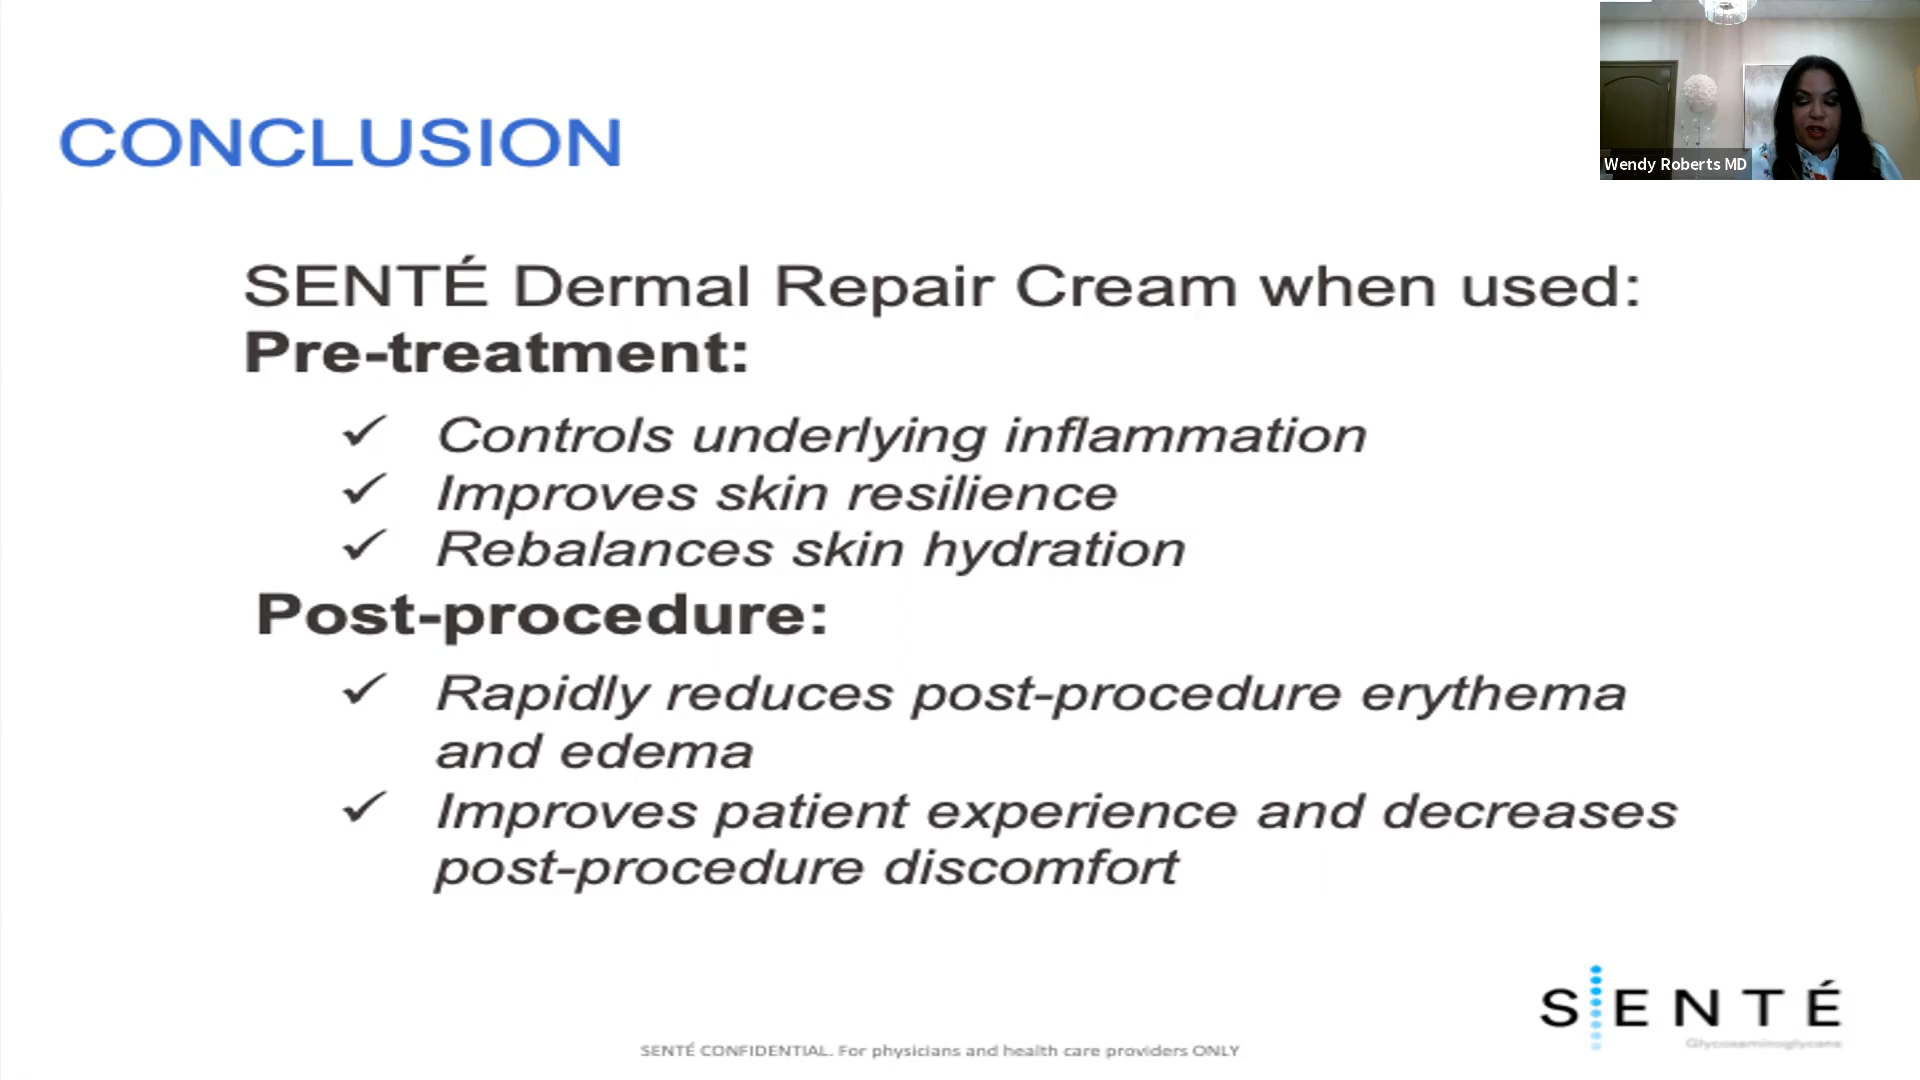 Wendy Roberts MD
CONCLUSION
SENTÉ Dermal Repair Cream when used:
Pre-treatment:
✓ Controls underlying inflammation
✓ Improves skin resilience
✓ Rebalances skin hydration
Post-procedure:
✓ Rapidly reduces post-procedure erythema
and edema
✓ Improves patient experience and decreases
post-procedure discomfort
SENTÉ
Glycosaminoglycans
SENTÉ CONFIDENTIAL. For physicians and health care providers ONLY